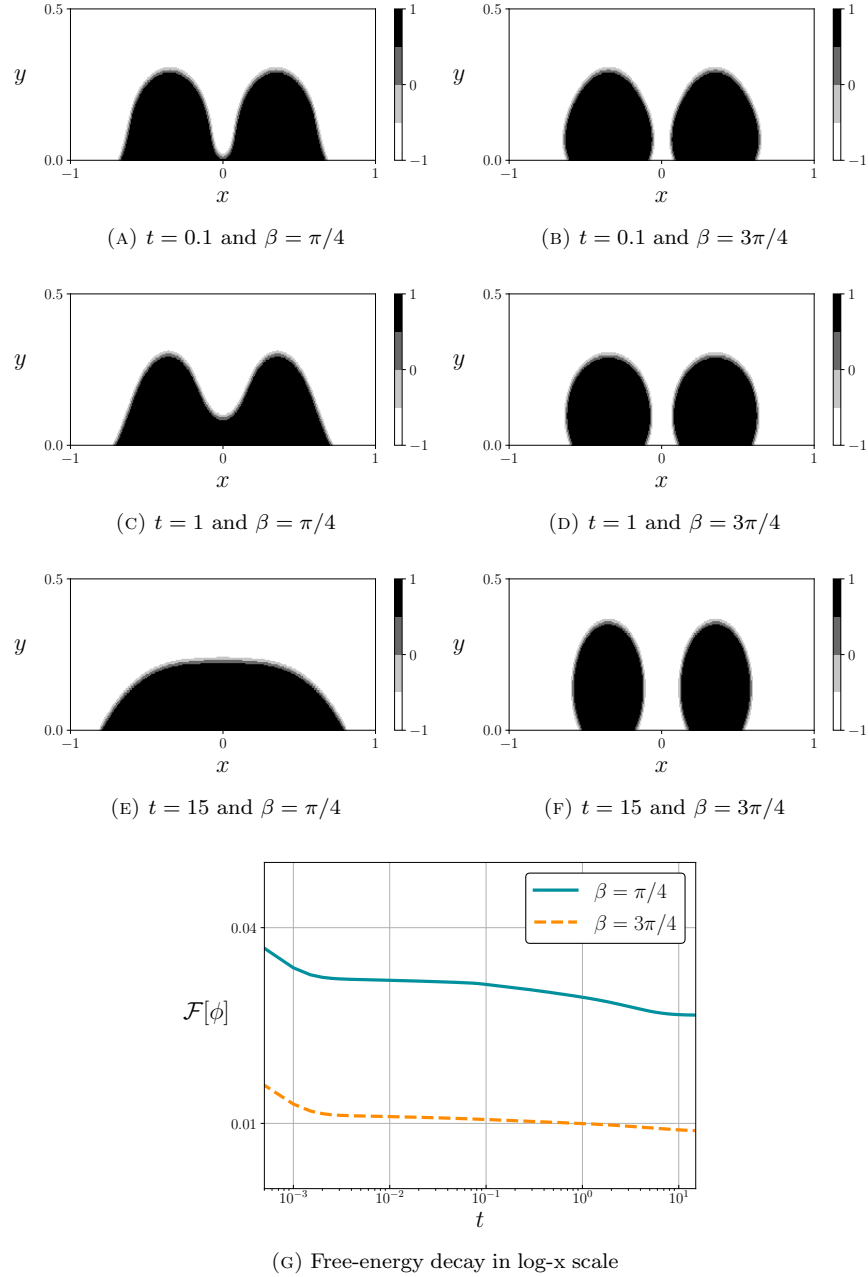 0.5
y
0.0
−1
0
1
x
1
0
−1
(A) t = 0.1 and β = π/4
0.5
y
0.0
−1
0
1
x
1
0
−1
(B) t = 0.1 and β = 3π/4
0.5
y
0.0
−1
0
1
x
1
0
−1
(C) t = 1 and β = π/4
0.5
y
0.0
−1
0
1
x
1
0
−1
(D) t = 1 and β = 3π/4
0.5
y
0.0
−1
0
1
x
1
0
−1
(E) t = 15 and β = π/4
0.5
y
0.0
−1
0
1
x
1
0
−1
(F) t = 15 and β = 3π/4
β = π/4
β = 3π/4
0.04
F[ϕ]
0.01
10⁻³
10⁻²
10⁻¹
10⁰
10¹
t
(G) Free-energy decay in log-x scale